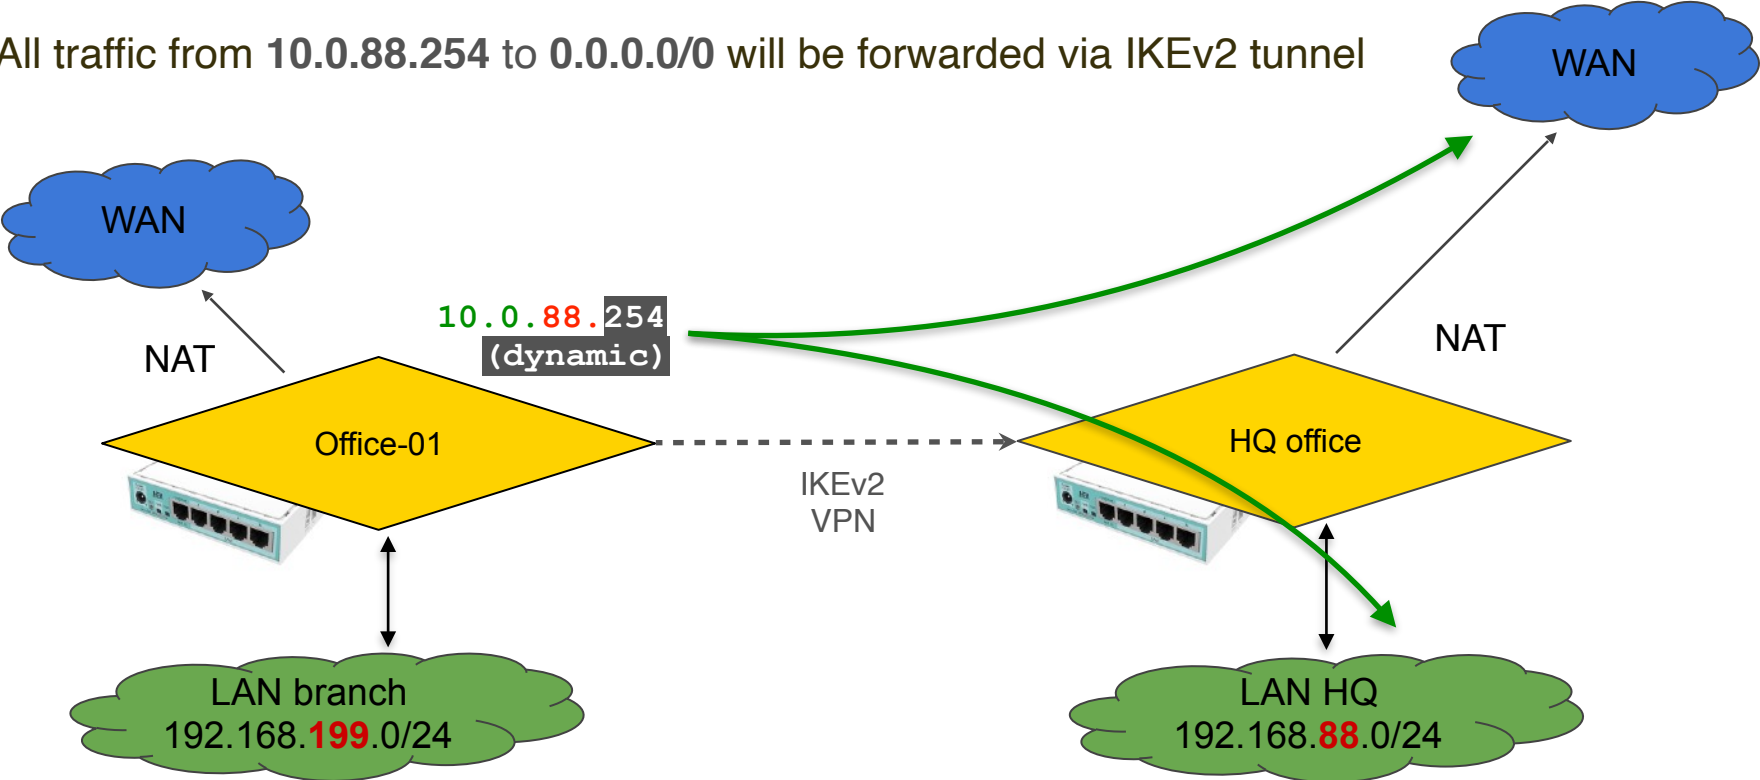 All traffic from 10.0.88.254 to 0.0.0.0/0 will be forwarded via IKEv2 tunnel
WAN
WAN
10.0.88.254
(dynamic)
NAT
NAT
Office-01
HQ office
IKEv2
VPN
LAN branch
192.168.199.0/24
LAN HQ
192.168.88.0/24